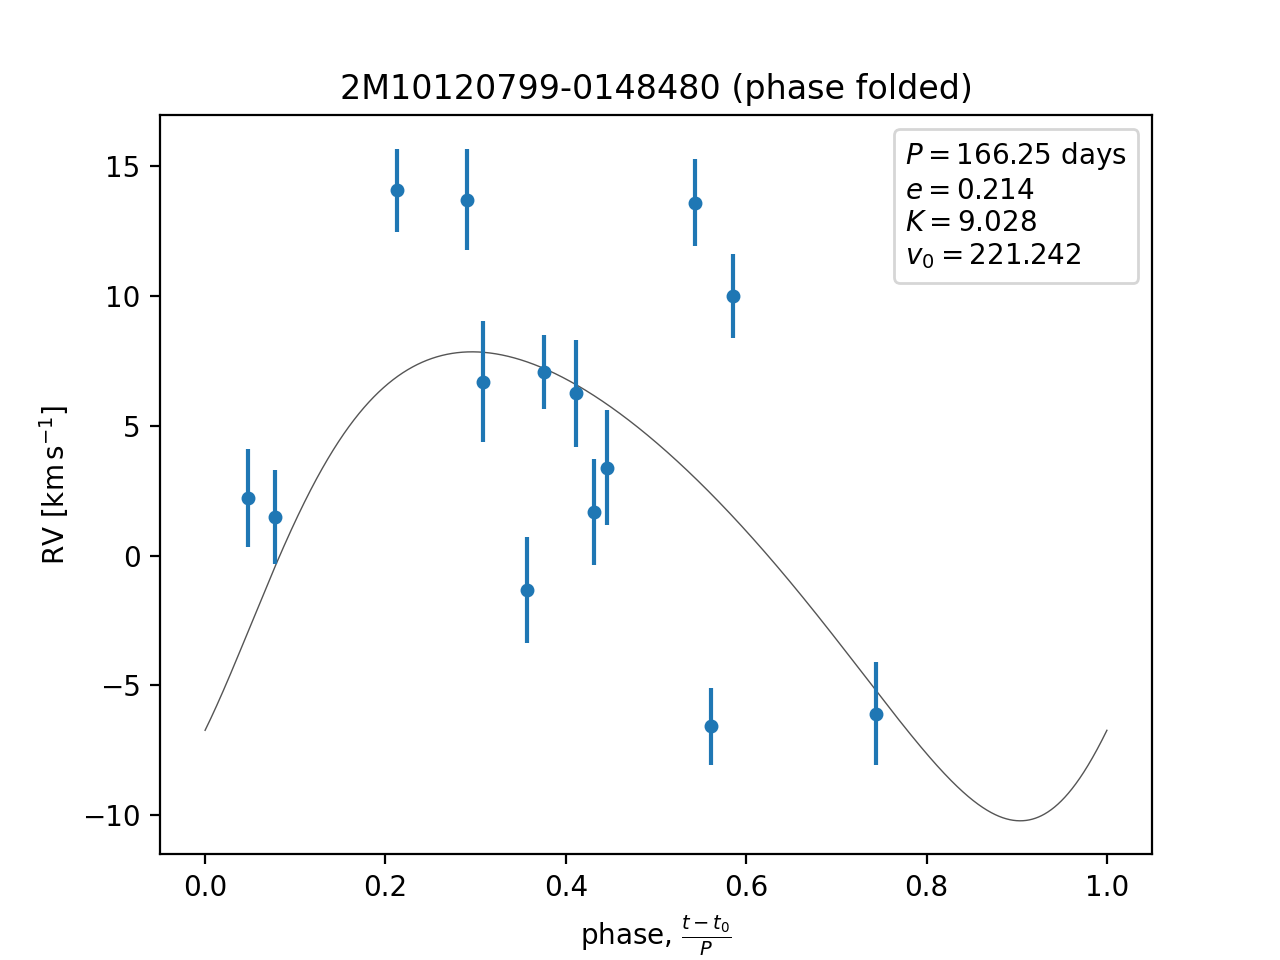 2M10120799-0148480 (phase folded)
P = 166.25 days
e = 0.214
K = 9.028
v₀ = 221.242
RV [km s⁻¹]
15
10
5
0
−5
−10
0.0 0.2 0.4 0.6 0.8 1.0
phase, (t − t₀)/P